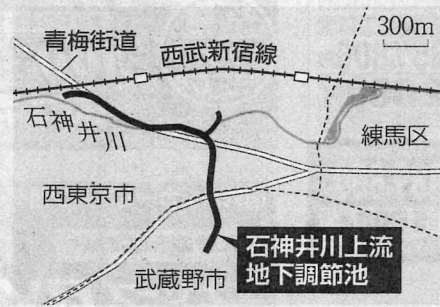 300m
青梅街道
西武新宿線
石神井川
練馬区
西東京市
石神井川上流
地下調節池
武蔵野市